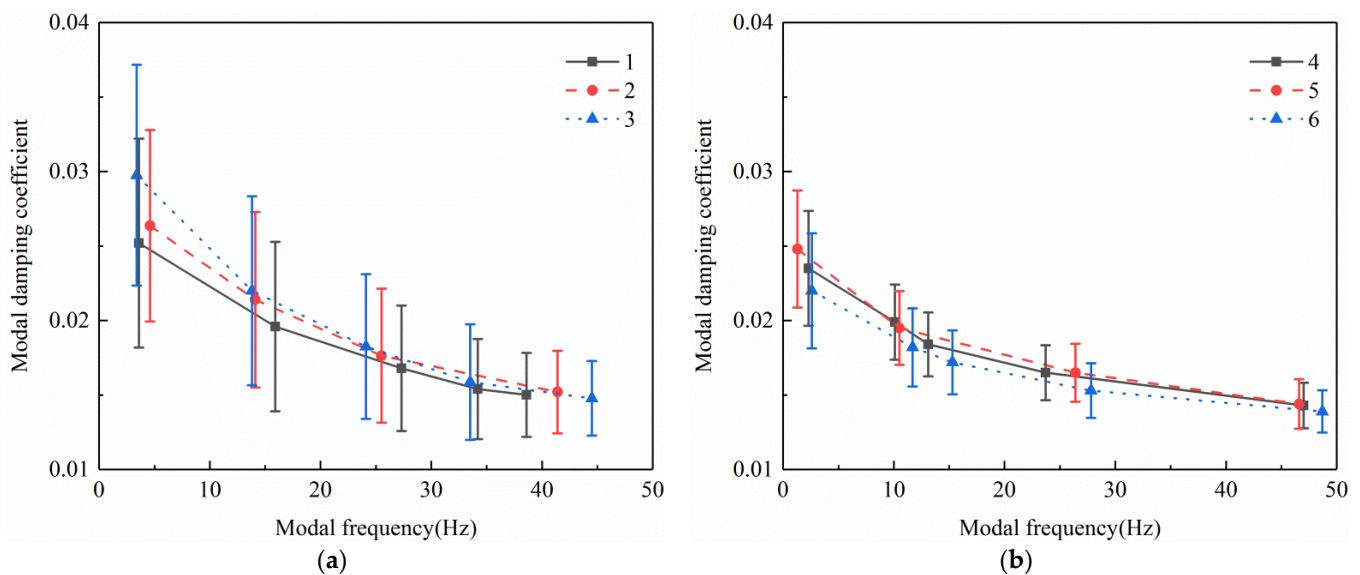 0.04
0.03
0.02
0.01
Modal damping coefficient
1
2
3
0 10 20 30 40 50
Modal frequency(Hz)
(a)
0.04
0.03
0.02
0.01
Modal damping coefficient
4
5
6
0 10 20 30 40 50
Modal frequency(Hz)
(b)